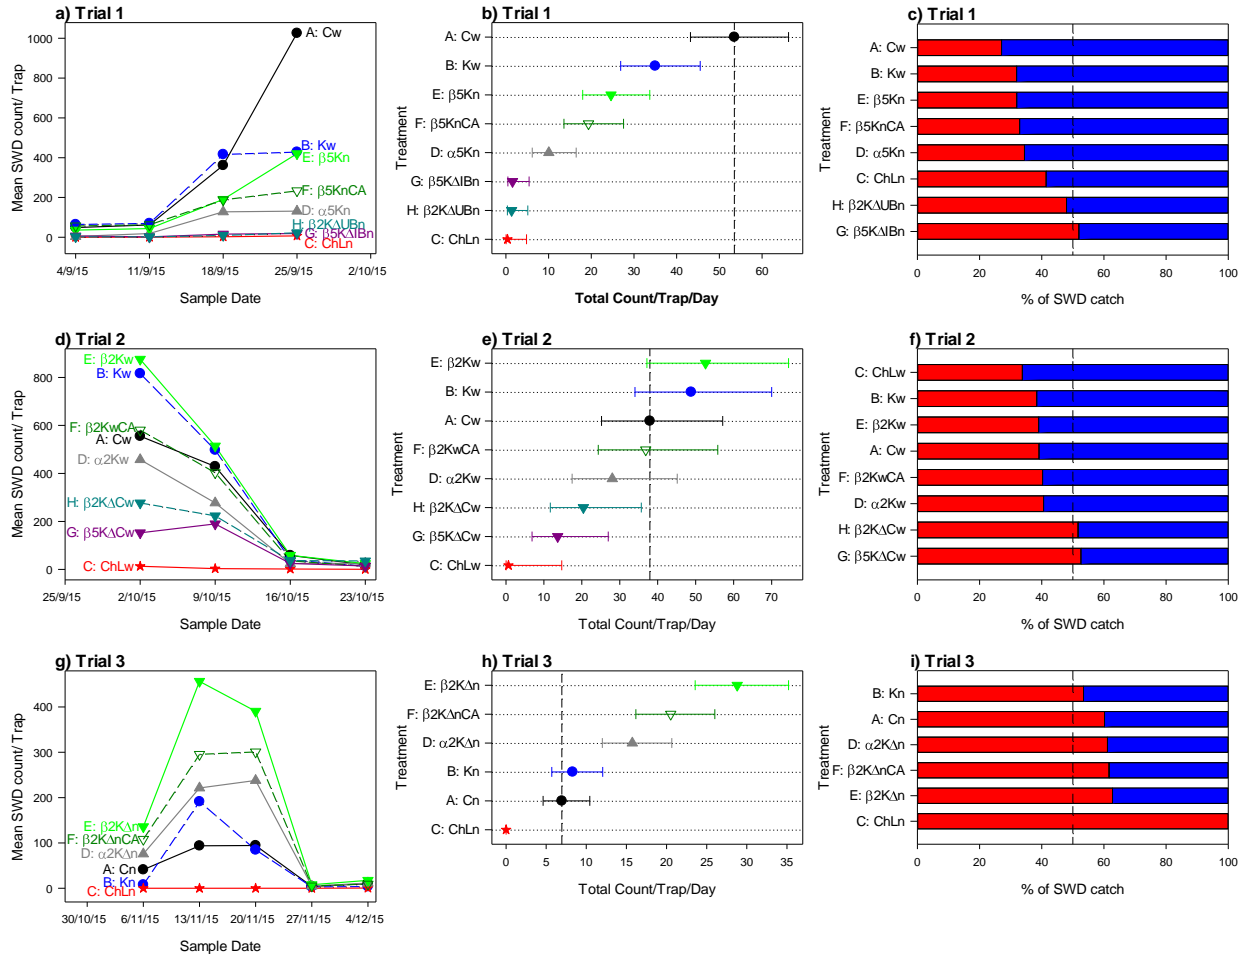 a) Trial 1
Mean SWD count/ Trap
1000
800
600
400
200
0
4/9/15 11/9/15 18/9/15 25/9/15 2/10/15
Sample Date
A: Cw
B: Kw
E: β5Kn
F: β5KnCA
D: α5Kn
H: β2KΔUBn
G: β5KΔIBn
C: ChLn
b) Trial 1
Treatment
A: Cw
B: Kw
E: β5Kn
F: β5KnCA
D: α5Kn
G: β5KΔIBn
H: β2KΔUBn
C: ChLn
0 10 20 30 40 50 60
Total Count/Trap/Day
c) Trial 1
Treatment
A: Cw
B: Kw
E: β5Kn
F: β5KnCA
D: α5Kn
C: ChLn
H: β2KΔUBn
G: β5KΔIBn
0 20 40 60 80 100
% of SWD catch
d) Trial 2
Mean SWD count/ Trap
800
600
400
200
0
E: β2Kw
B: Kw
F: β2KwCA
A: Cw
D: α2Kw
H: β2KΔCw
G: β5KΔCw
C: ChLw
25/9/15 2/10/15 9/10/15 16/10/15 23/10/15
Sample Date
e) Trial 2
Treatment
E: β2Kw
B: Kw
A: Cw
F: β2KwCA
D: α2Kw
H: β2KΔCw
G: β5KΔCw
C: ChLw
0 10 20 30 40 50 60 70
Total Count/Trap/Day
f) Trial 2
Treatment
C: ChLw
B: Kw
E: β2Kw
A: Cw
F: β2KwCA
D: α2Kw
H: β2KΔCw
G: β5KΔCw
0 20 40 60 80 100
% of SWD catch
g) Trial 3
Mean SWD count/ Trap
400
300
200
100
0
E: β2KΔn
F: β2KΔnCA
D: α2KΔn
A: Cn
B: Kn
C: ChLn
30/10/15 6/11/15 13/11/15 20/11/15 27/11/15 4/12/15
Sample Date
h) Trial 3
Treatment
E: β2KΔn
F: β2KΔnCA
D: α2KΔn
B: Kn
A: Cn
C: ChLn
0 5 10 15 20 25 30 35
Total Count/Trap/Day
i) Trial 3
Treatment
B: Kn
A: Cn
D: α2KΔn
F: β2KΔnCA
E: β2KΔn
C: ChLn
0 20 40 60 80 100
% of SWD catch